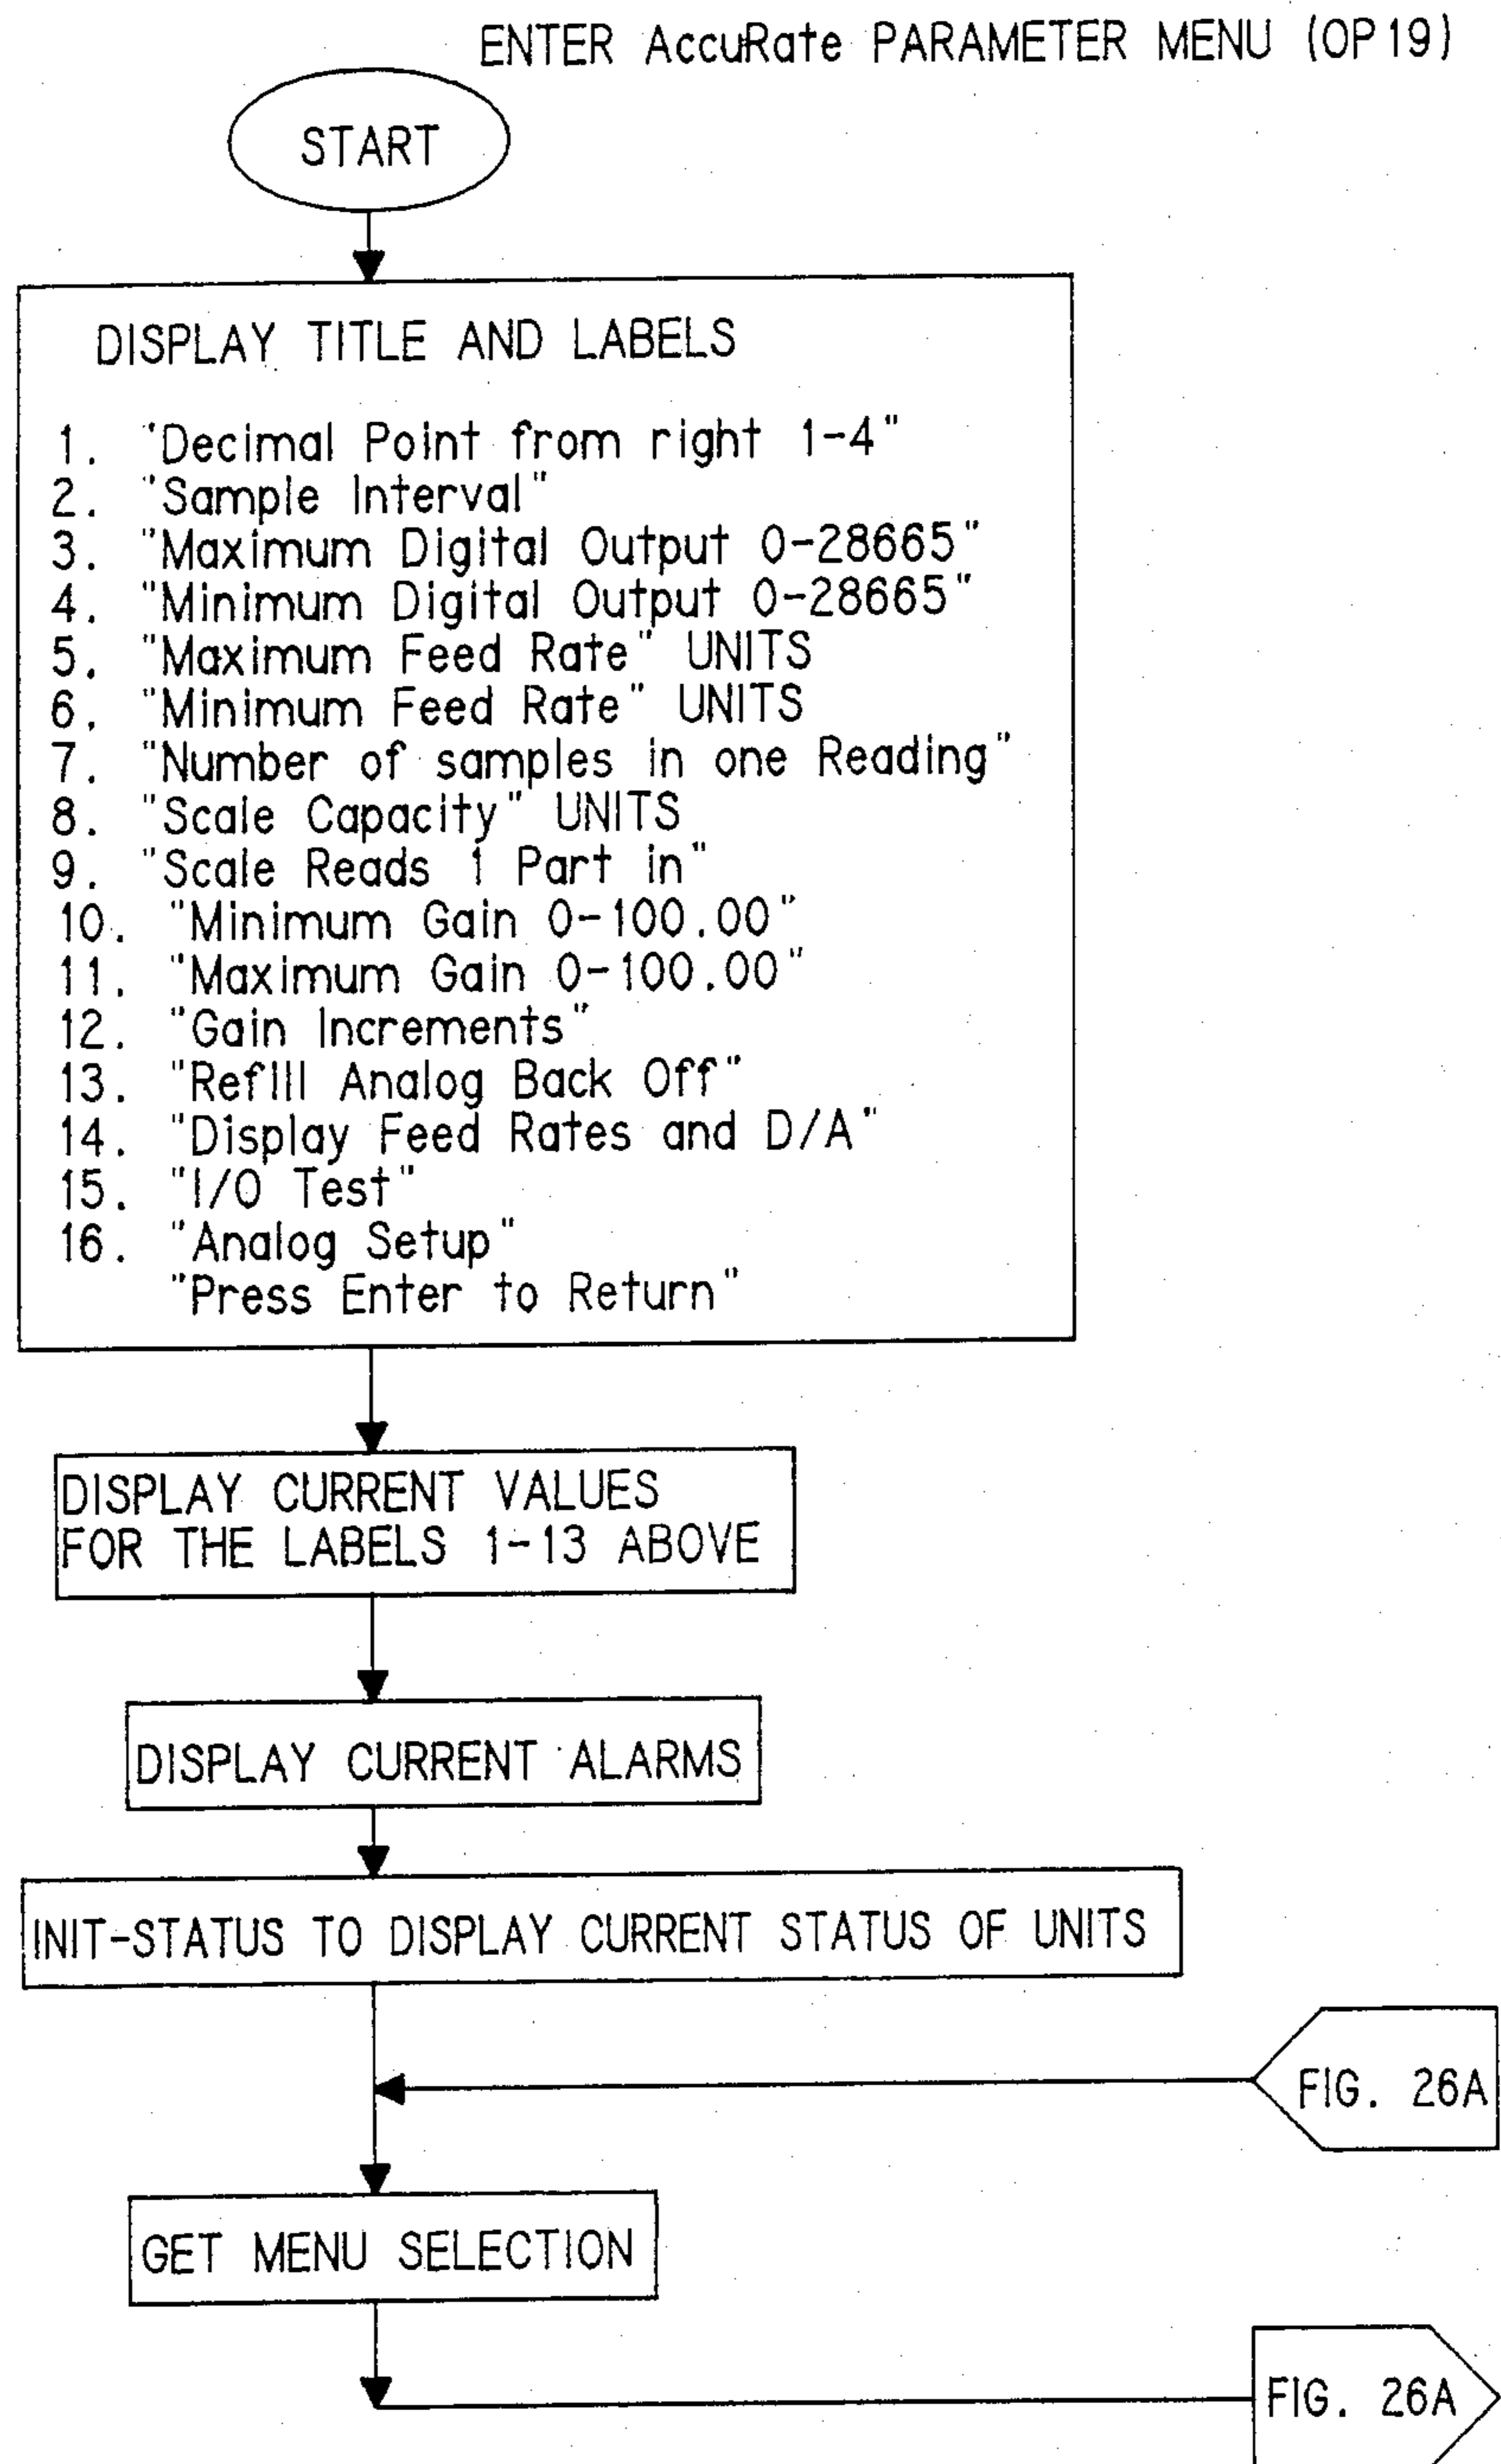 ENTER AccuRate PARAMETER MENU (OP19)
START
DISPLAY TITLE AND LABELS
1. "Decimal Point from right 1-4"
2. "Sample Interval"
3. "Maximum Digital Output 0-28665"
4. "Minimum Digital Output 0-28665"
5. "Maximum Feed Rate" UNITS
6. "Minimum Feed Rate" UNITS
7. "Number of samples in one Reading"
8. "Scale Capacity" UNITS
9. "Scale Reads 1 Part in"
10. "Minimum Gain 0-100.00"
11. "Maximum Gain 0-100.00"
12. "Gain Increments"
13. "Refill Analog Back Off"
14. "Display Feed Rates and D/A"
15. "I/O Test"
16. "Analog Setup"
"Press Enter to Return"
DISPLAY CURRENT VALUES
FOR THE LABELS 1-13 ABOVE
DISPLAY CURRENT ALARMS
INIT-STATUS TO DISPLAY CURRENT STATUS OF UNITS
FIG. 26A
GET MENU SELECTION
FIG. 26A